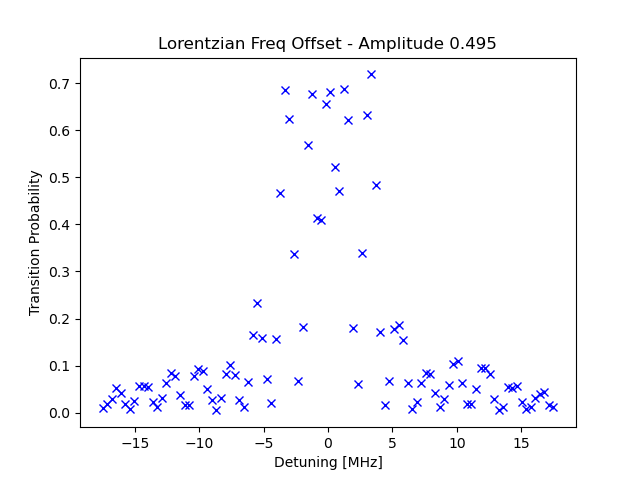 Lorentzian Freq Offset - Amplitude 0.495
Transition Probability
0.7
0.6
0.5
0.4
0.3
0.2
0.1
0.0
−15 −10 −5 0 5 10 15
Detuning [MHz]